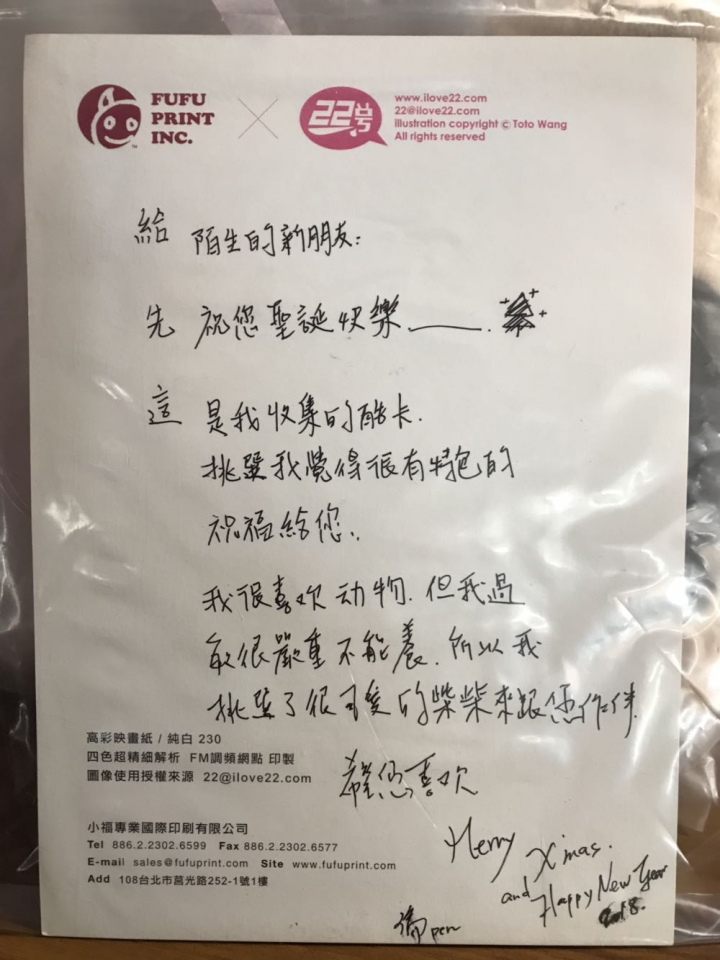 FUFU
PRINT
INC.
22号
www.ilove22.com
22@ilove22.com
illustration copyright © Toto Wang
All rights reserved
給 陌生的新朋友:
先 祝您聖誕快樂——.
這 是我收集的酷卡.
挑選我覺得很有特色的
祝福給您.
我很喜欢动物.但我過
敏很嚴重不能養.所以我
挑選了很可愛的柴柴來跟您作伴.
希望您喜欢
高彩映畫紙 / 純白 230
四色超精細解析 FM調頻網點 印製
圖像使用授權來源 22@ilove22.com
小福專業國際印刷有限公司
Tel 886.2.2302.6599 Fax 886.2.2302.6577
E-mail sales@fufuprint.com Site www.fufuprint.com
Add 108台北市莒光路252-1號1樓
Merry X'mas.
and Happy New Year
2018.
pen